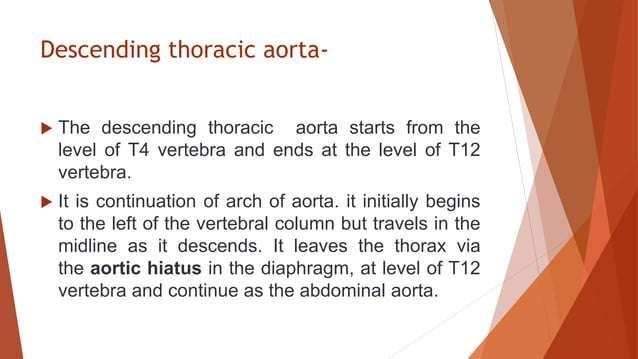 Descending thoracic aorta-
The descending thoracic aorta starts from the
level of T4 vertebra and ends at the level of T12
vertebra.
It is continuation of arch of aorta. it initially begins
to the left of the vertebral column but travels in the
midline as it descends. It leaves the thorax via
the aortic hiatus in the diaphragm, at level of T12
vertebra and continue as the abdominal aorta.